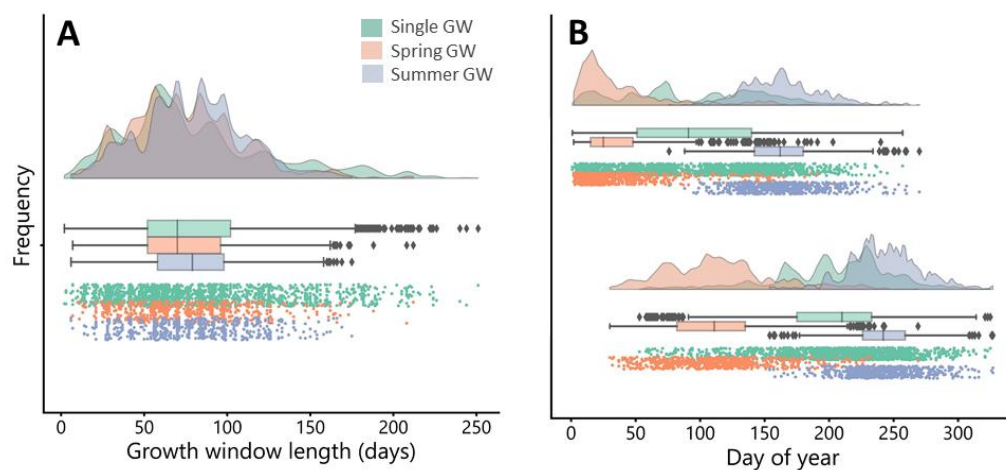 A
Single GW
Spring GW
Summer GW
Frequency
0 50 100 150 200 250
Growth window length (days)
B
0 50 100 150 200 250 300
Day of year